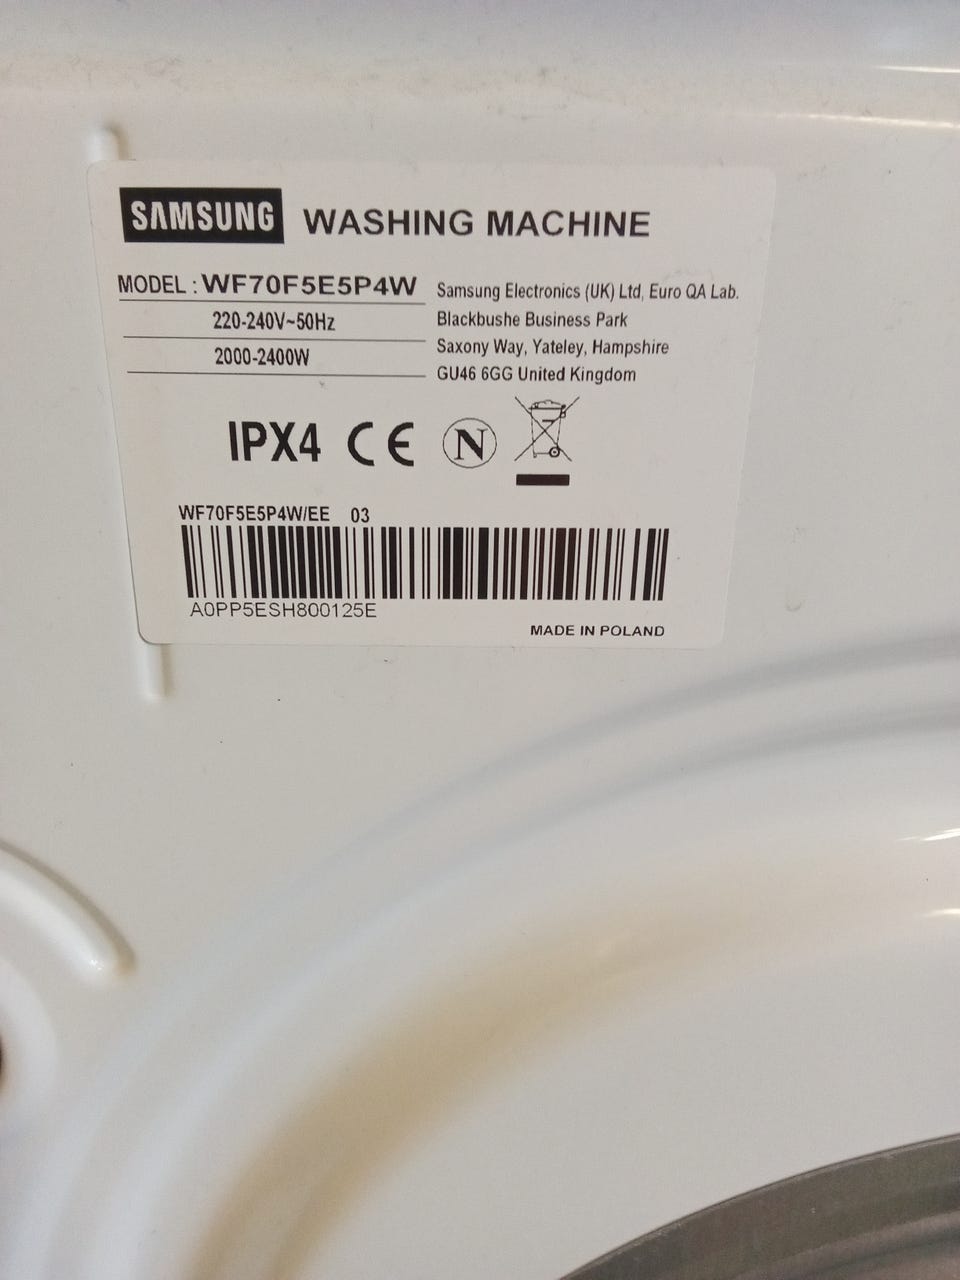 SAMSUNG WASHING MACHINE
MODEL : WF70F5E5P4W
220-240V~50Hz
2000-2400W
Samsung Electronics (UK) Ltd, Euro QA Lab.
Blackbushe Business Park
Saxony Way, Yateley, Hampshire
GU46 6GG United Kingdom
IPX4 CE N
WF70F5E5P4W/EE 03
A0PP5ESH800125E
MADE IN POLAND